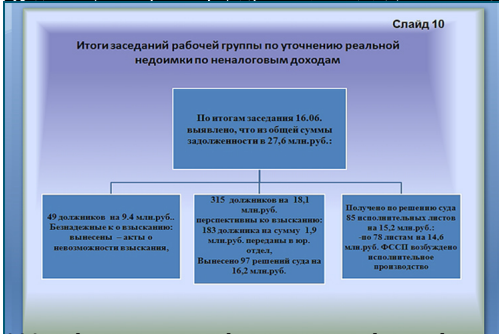 Слайд 10
Итоги заседаний рабочей группы по уточнению реальной
недоимки по неналоговым доходам
По итогам заседания 16.06.
выявлено, что из общей суммы
задолженности в 27,6 млн.руб.:
49 должников на 9.4 млн.руб..
Безнадежные к о взысканию:
вынесены – акты о
невозможности взыскания,
315 должников на 18,1
млн.руб.
перспективны ко взысканию:
183 должника на сумму 1,9
млн.руб. переданы в юр.
отдел,
Вынесено 97 решений суда на
16,2 млн.руб.
Получено по решению суда
85 исполнительных листов
на 15,2 млн.руб.:
-по 78 листам на 14,6
млн.руб. ФССП возбуждено
исполнительное
производство